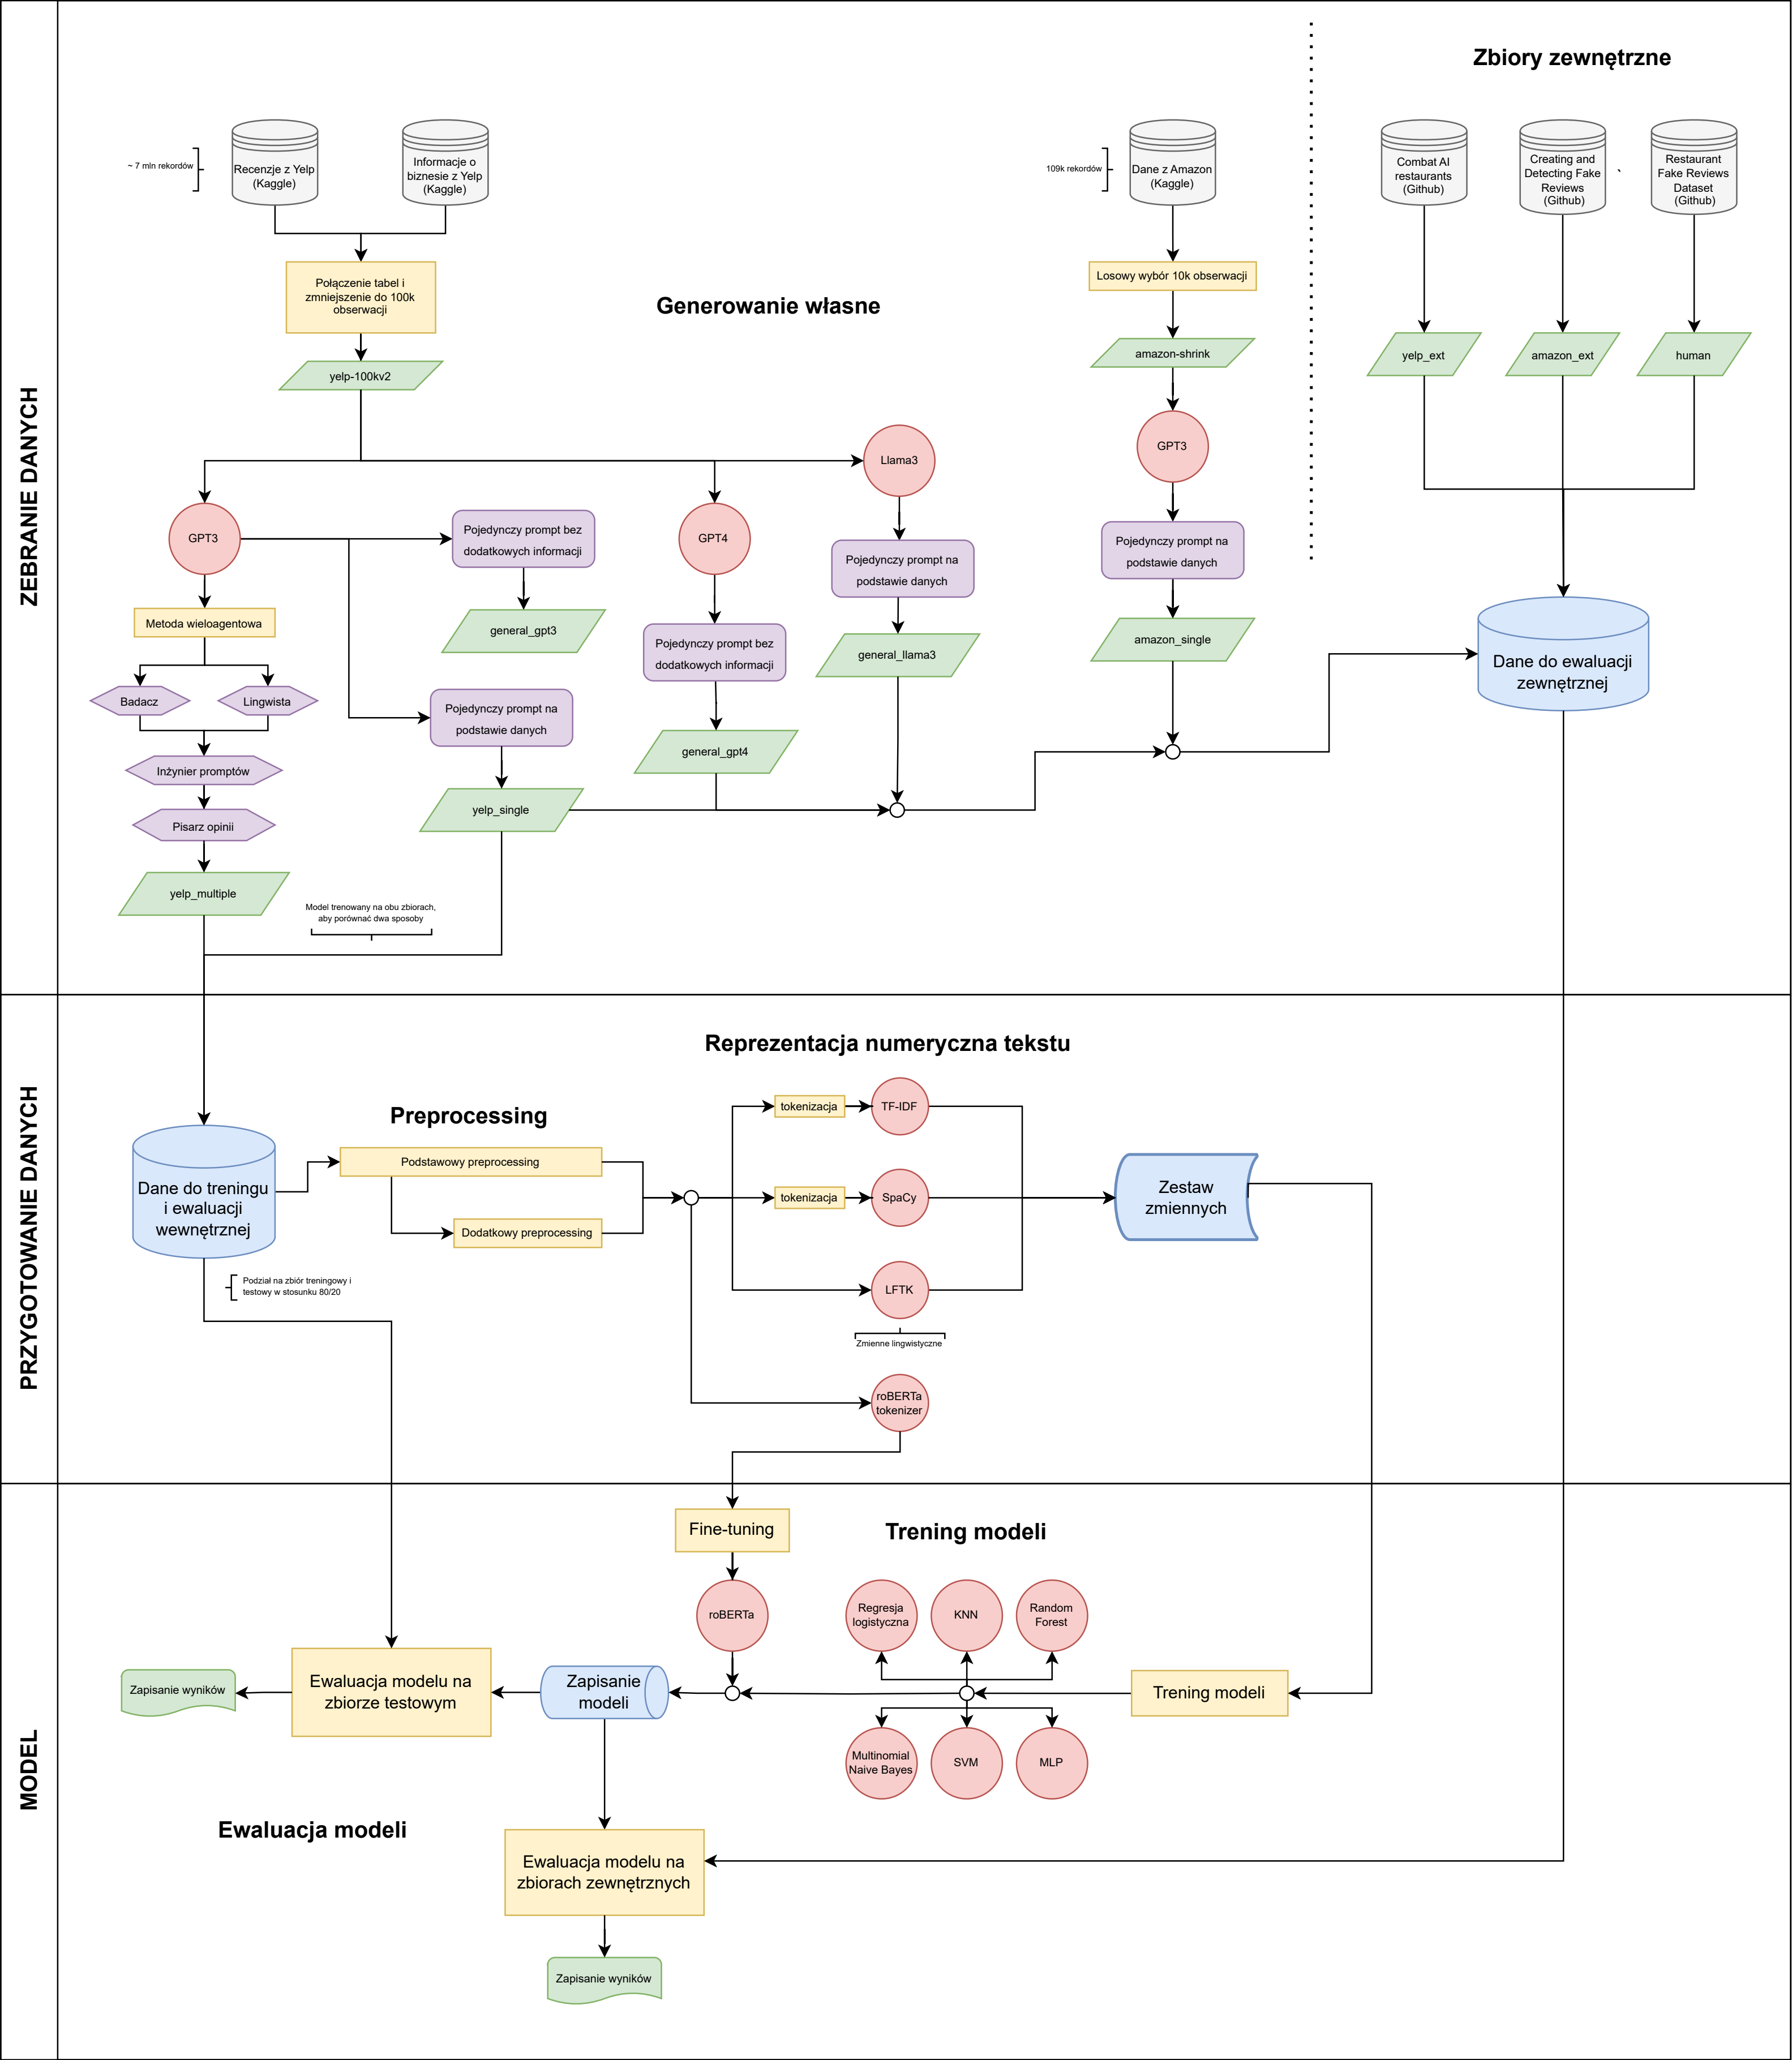 ZEBRANIE DANYCH
Zbiory zewnętrzne
~ 7 mln rekordów
Recenzje z Yelp
(Kaggle)
Informacje o
biznesie z Yelp
(Kaggle)
109k rekordów
Dane z Amazon
(Kaggle)
Combat AI
restaurants
(Github)
Creating and
Detecting Fake
Reviews
(Github)
`
Restaurant
Fake Reviews
Dataset
(Github)
Połączenie tabel i
zmniejszenie do 100k
obserwacji
Losowy wybór 10k obserwacji
Generowanie własne
yelp-100kv2
amazon-shrink
yelp_ext
amazon_ext
human
Llama3
GPT3
GPT3
Pojedynczy prompt bez
dodatkowych informacji
GPT4
Pojedynczy prompt na
podstawie danych
Pojedynczy prompt na
podstawie danych
Metoda wieloagentowa
general_gpt3
Pojedynczy prompt bez
dodatkowych informacji
general_llama3
amazon_single
Dane do ewaluacji
zewnętrznej
Badacz
Lingwista
Pojedynczy prompt na
podstawie danych
general_gpt4
Inżynier promptów
Pisarz opinii
yelp_single
yelp_multiple
Model trenowany na obu zbiorach,
aby porównać dwa sposoby
PRZYGOTOWANIE DANYCH
Reprezentacja numeryczna tekstu
Preprocessing
tokenizacja
TF-IDF
Podstawowy preprocessing
Dane do treningu
i ewaluacji
wewnętrznej
tokenizacja
SpaCy
Zestaw
zmiennych
Dodatkowy preprocessing
Podział na zbiór treningowy i
testowy w stosunku 80/20
LFTK
Zmienne lingwistyczne
roBERTa
tokenizer
MODEL
Fine-tuning
Trening modeli
roBERTa
Regresja
logistyczna
KNN
Random
Forest
Zapisanie wyników
Ewaluacja modelu na
zbiorze testowym
Zapisanie
modeli
Trening modeli
Multinomial
Naive Bayes
SVM
MLP
Ewaluacja modeli
Ewaluacja modelu na
zbiorach zewnętrznych
Zapisanie wyników